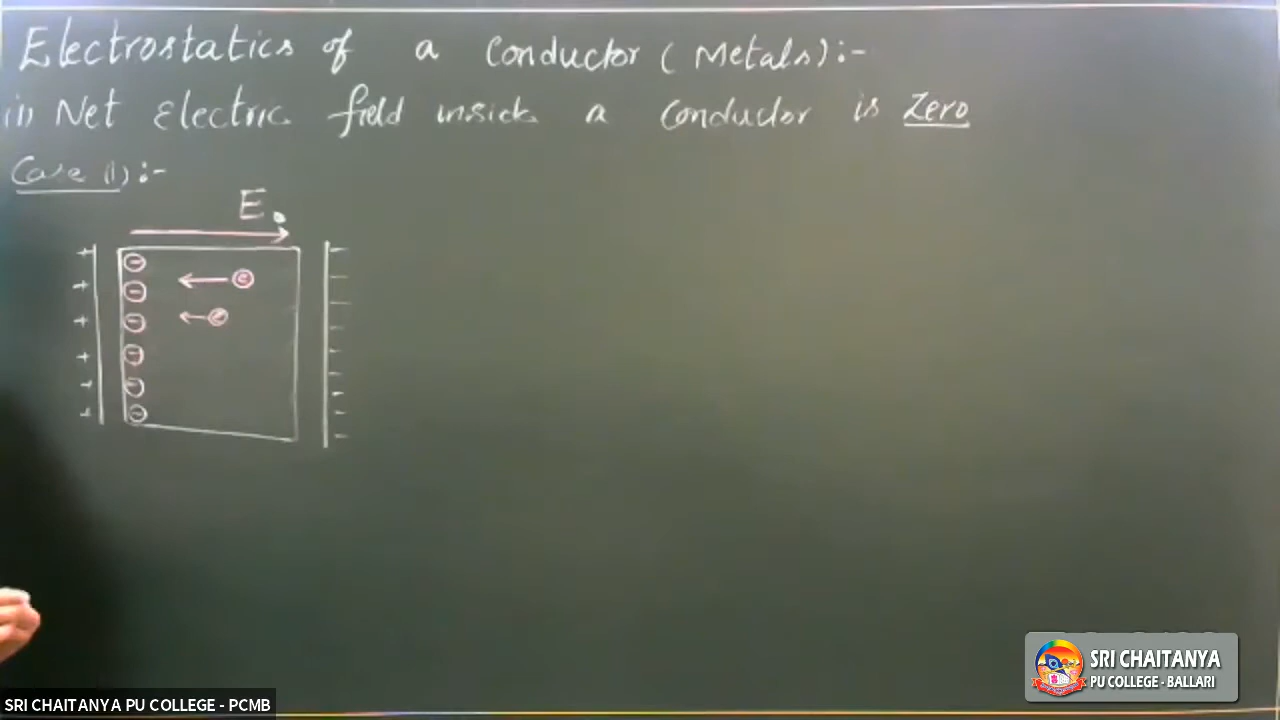 Electrostatics of a Conductor (Metals):-
(i) Net Electric field inside a Conductor is Zero
Case (1):-
E.
+ -
+ - e -
+ - e -
+ - -
+ - -
+ - -
SRI CHAITANYA
PU COLLEGE - BALLARI
SRI CHAITANYA PU COLLEGE - PCMB